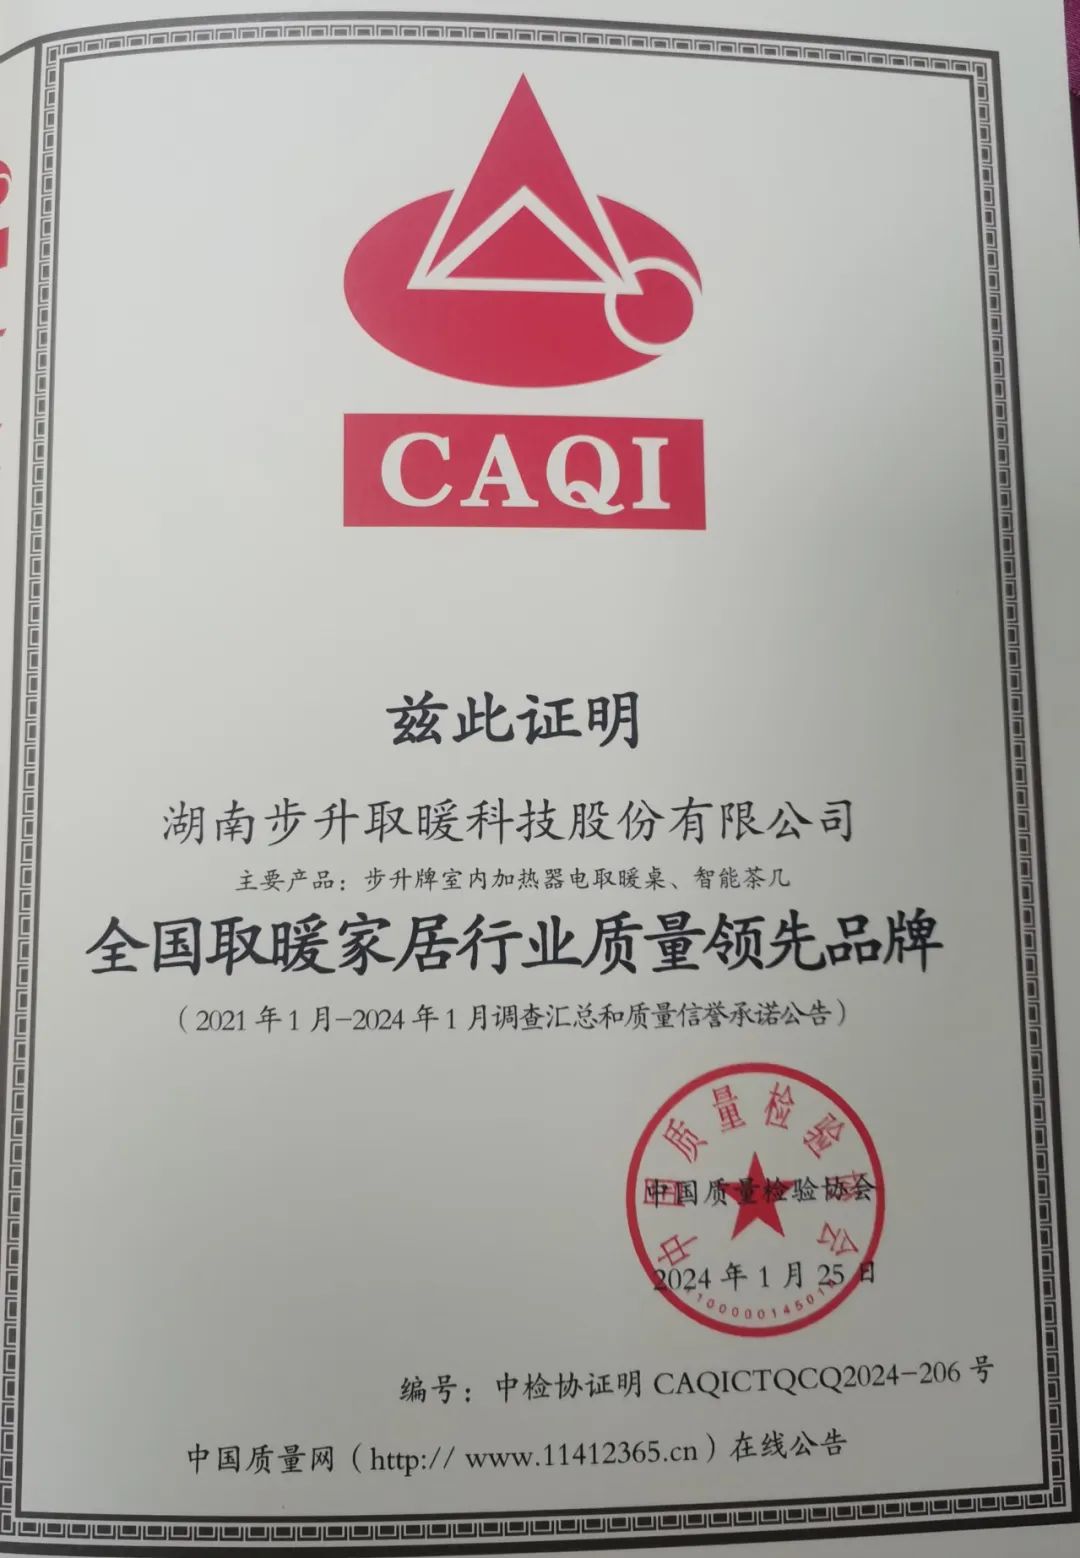 CAQI
兹此证明
湖南步升取暖科技股份有限公司
主要产品：步升牌室内加热器电取暖桌、智能茶几
全国取暖家居行业质量领先品牌
（2021年1月-2024年1月调查汇总和质量信誉承诺公告）
中国质量检验协会
中国质量检验协会
2024年1月25日
编号：中检协证明 CAQICTQCQ2024-206 号
中国质量网（http:// www.11412365.cn）在线公告